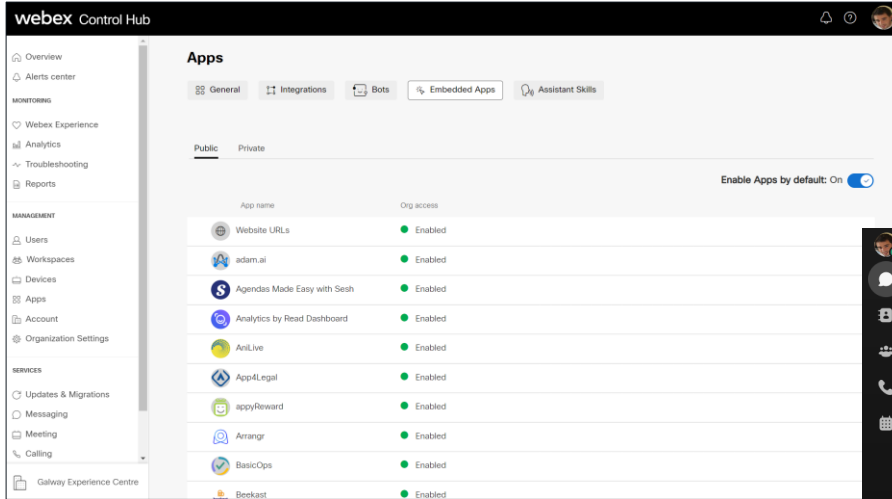 webex Control Hub
Overview
Alerts center
MONITORING
Webex Experience
Analytics
Troubleshooting
Reports
MANAGEMENT
Users
Workspaces
Devices
Apps
Account
Organization Settings
SERVICES
Updates & Migrations
Messaging
Meeting
Calling
Galway Experience Centre
Apps
General Integrations Bots Embedded Apps Assistant Skills
Public Private
Enable Apps by default: On
App name Org access
Website URLs Enabled
adam.ai Enabled
Agendas Made Easy with Sesh Enabled
Analytics by Read Dashboard Enabled
AniLive Enabled
App4Legal Enabled
appyReward Enabled
Arrangr Enabled
BasicOps Enabled
Beekast Enabled